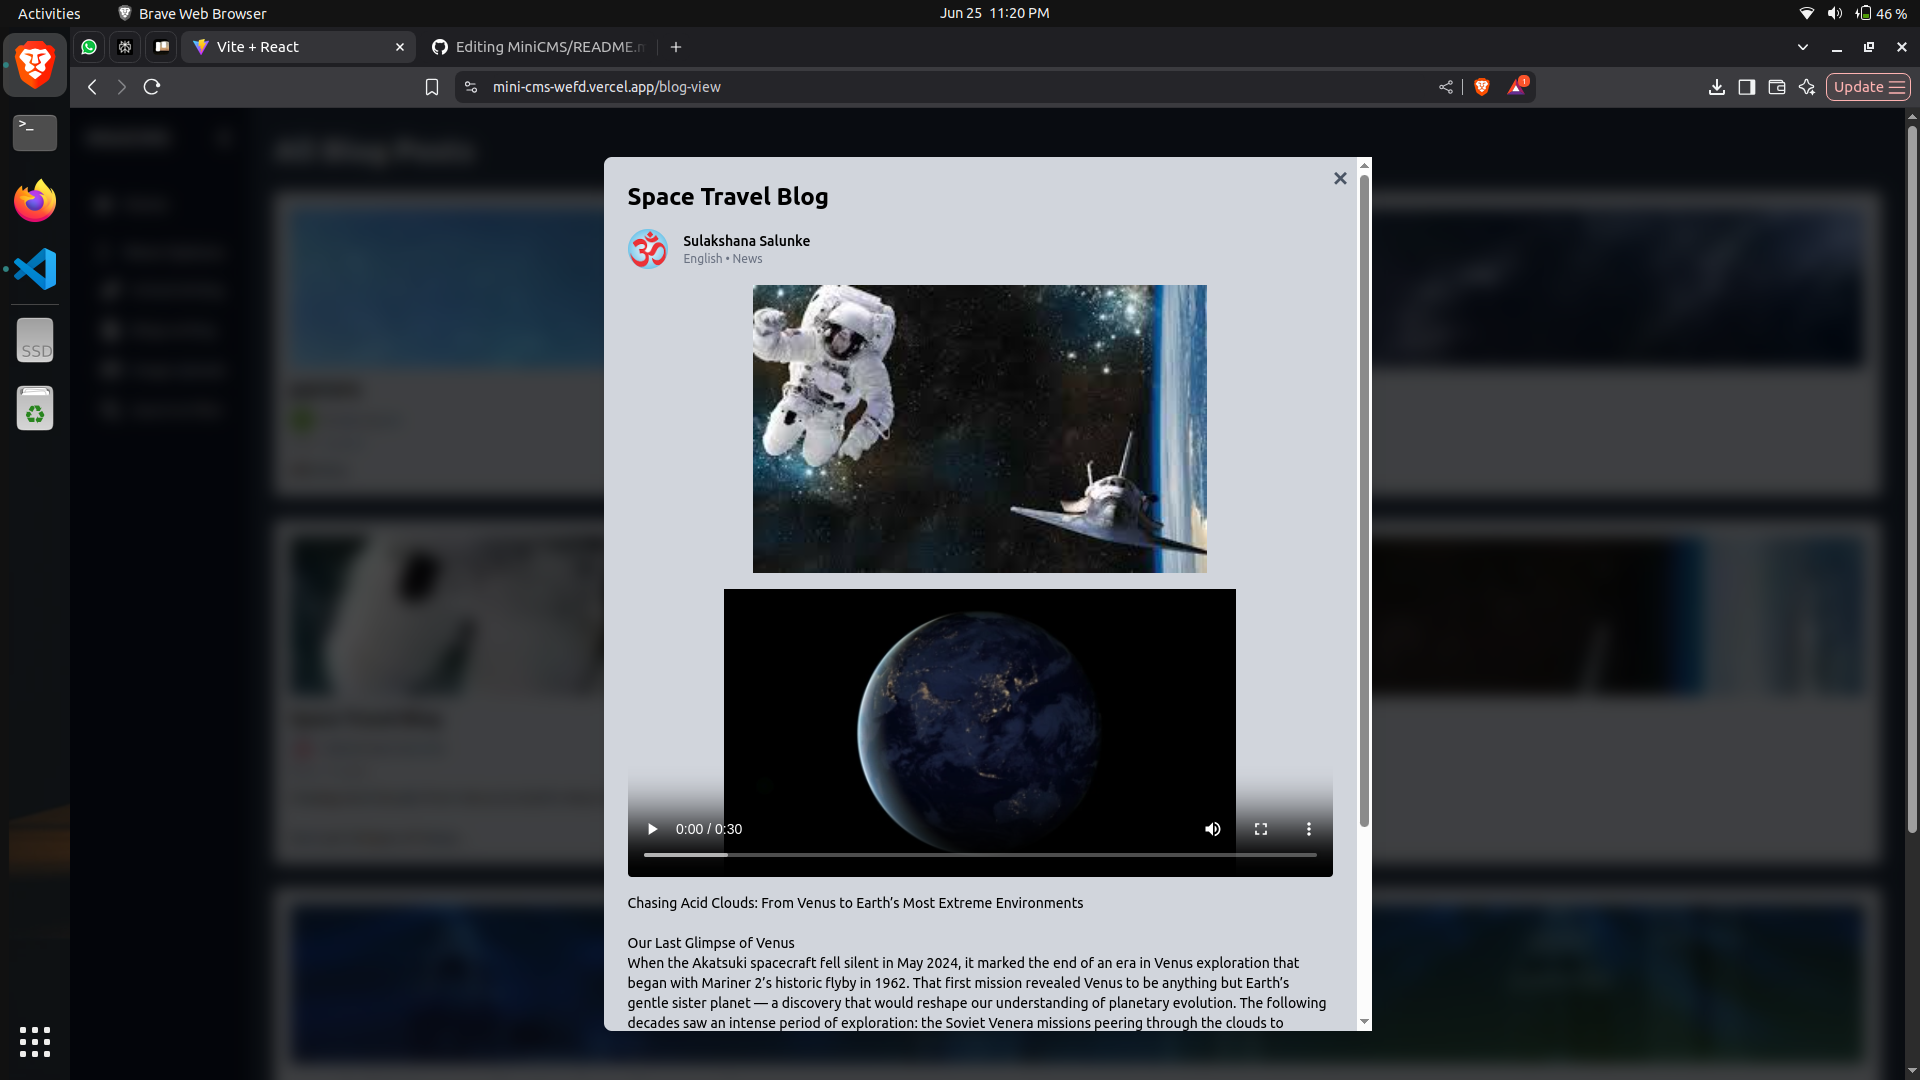 Activities
Brave Web Browser
Jun 25 11:20 PM
46 %
Vite + React
Editing MiniCMS/README.m
mini-cms-wefd.vercel.app/blog-view
1
Update
>_
SSD
All Blog Posts
Space Travel Blog
ॐ
Sulakshana Salunke
English • News
0:00 / 0:30
Chasing Acid Clouds: From Venus to Earth’s Most Extreme Environments
Our Last Glimpse of Venus
When the Akatsuki spacecraft fell silent in May 2024, it marked the end of an era in Venus exploration that
began with Mariner 2’s historic flyby in 1962. That first mission revealed Venus to be anything but Earth’s
gentle sister planet — a discovery that would reshape our understanding of planetary evolution. The following
decades saw an intense period of exploration: the Soviet Venera missions peering through the clouds to